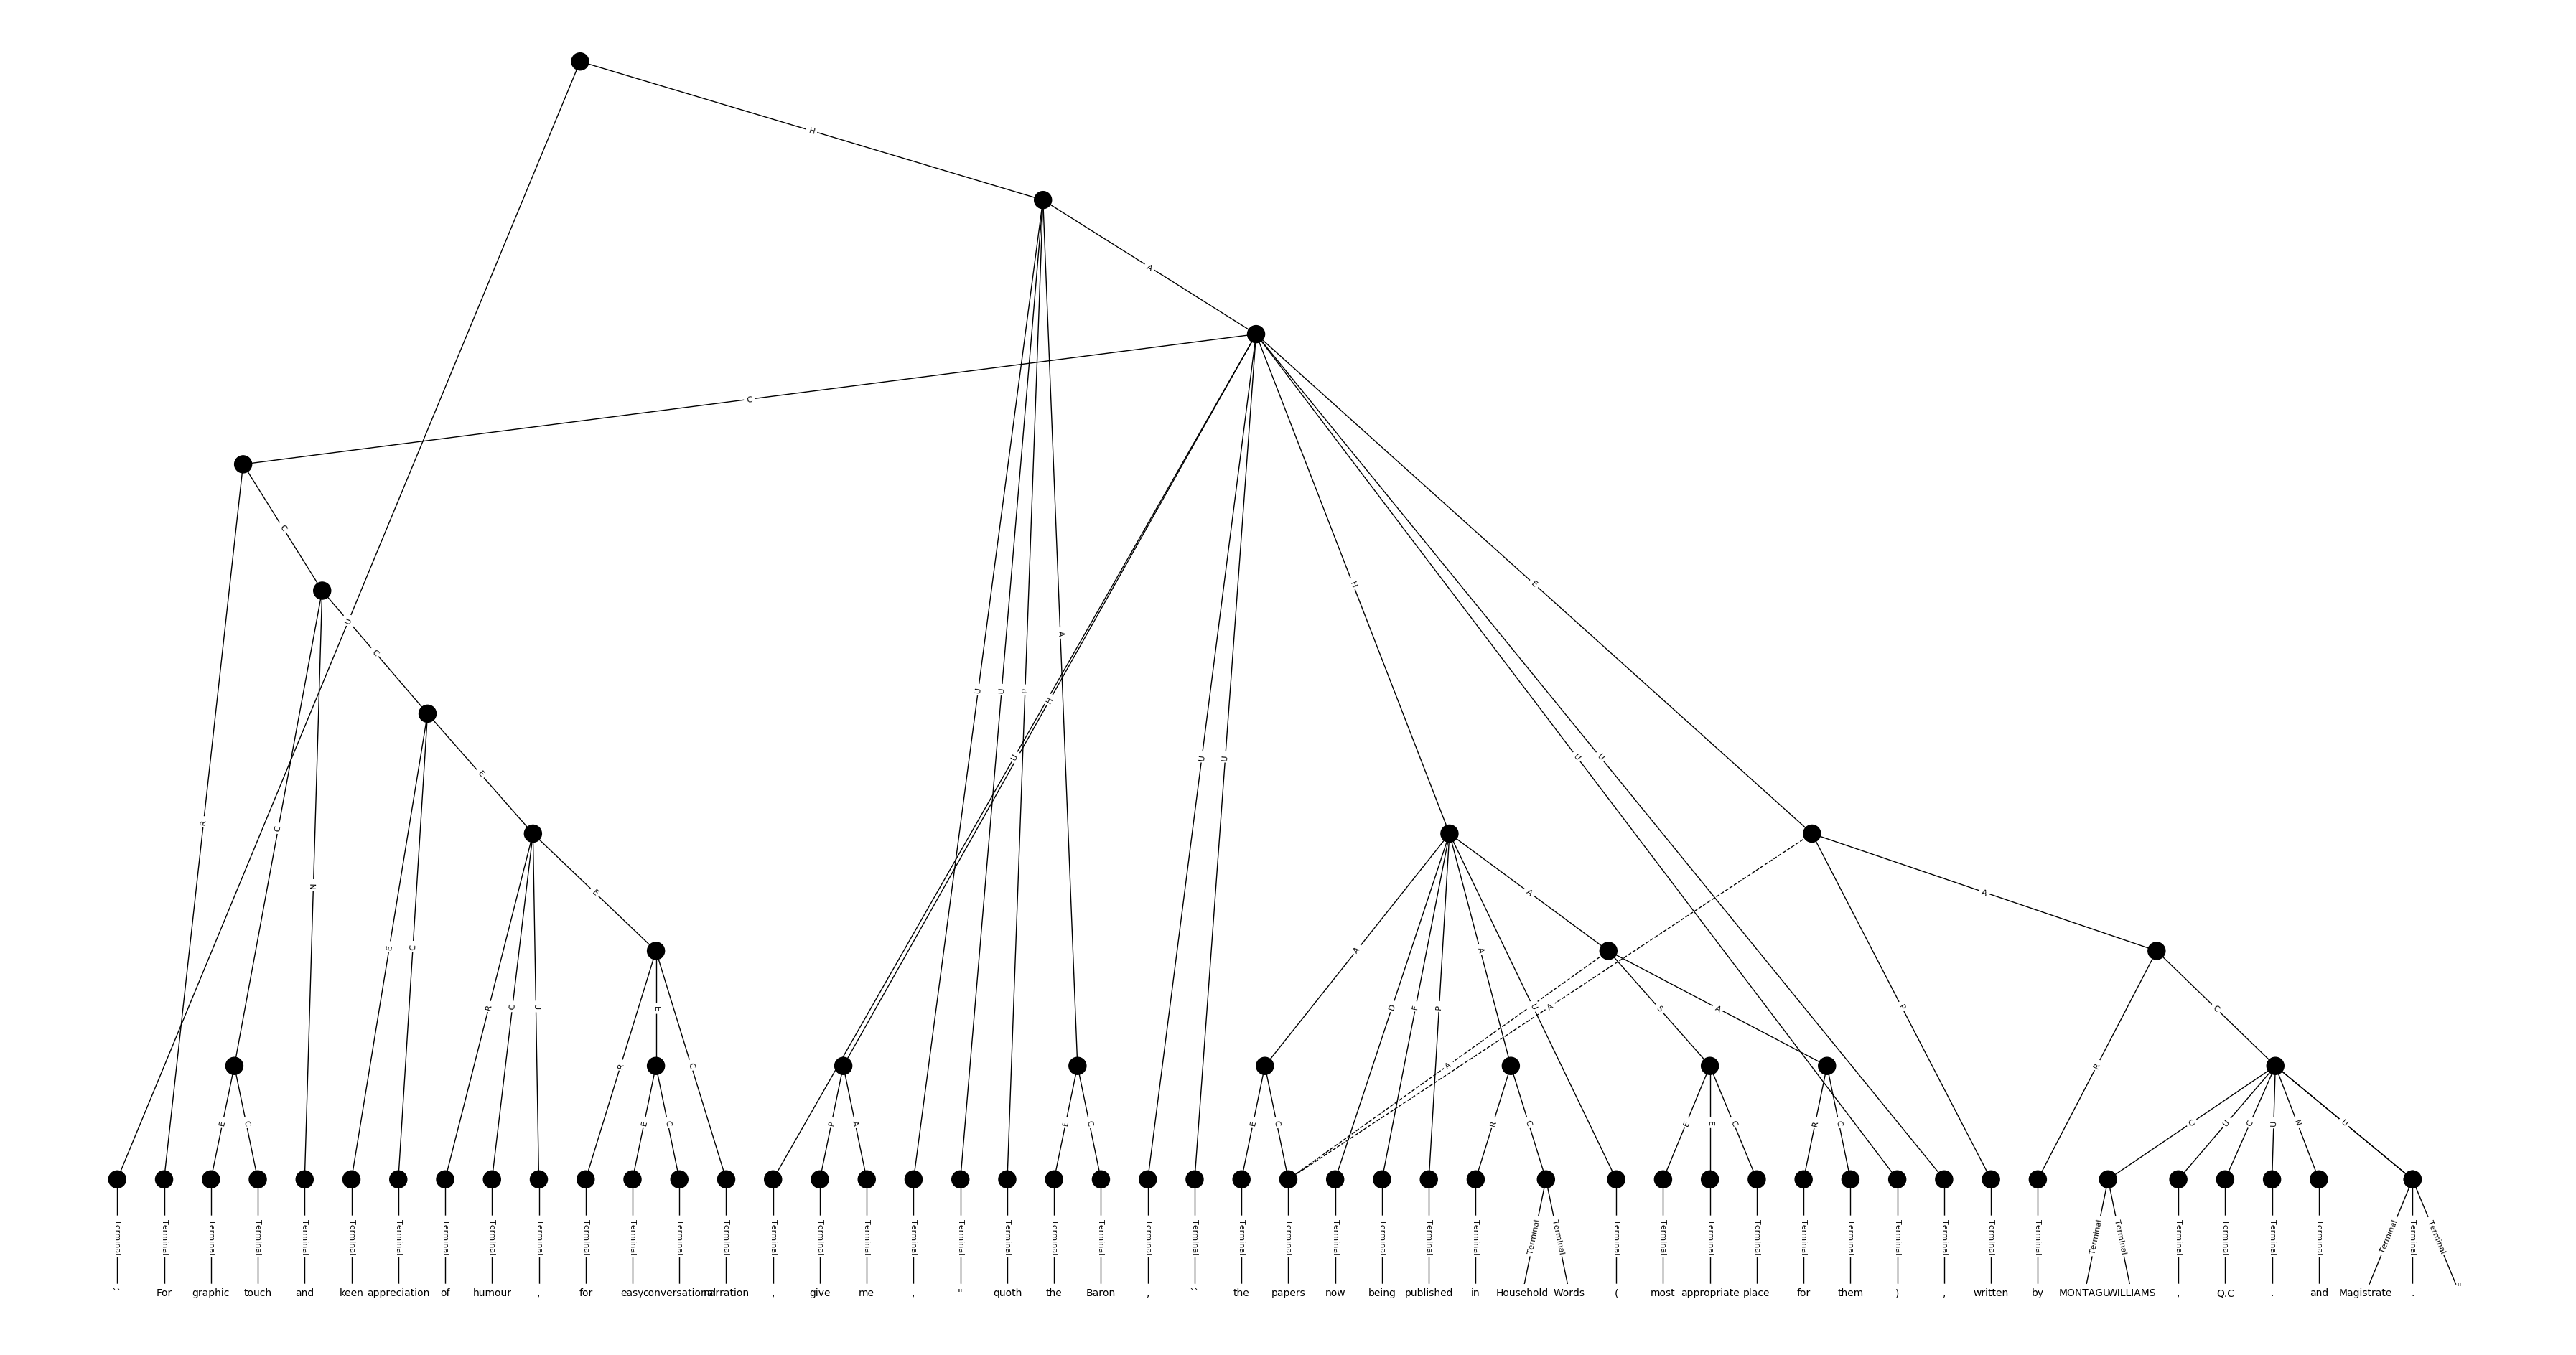 H
A
C
C
E
H
U
C
E
U U P A
H
U
U U
U U
R
C
N
E
A
A
E C
D F P
A
U
A
R C U
R E C
S
A
P
R
C
A
E C
E C
P A
E C
E C
R C
E E C
R C
C U C U N U
Terminal Terminal Terminal Terminal Terminal Terminal Terminal Terminal Terminal Terminal Terminal Terminal Terminal Terminal Terminal Terminal Terminal Terminal Terminal Terminal Terminal Terminal Terminal Terminal Terminal Terminal Terminal Terminal Terminal Terminal Terminal Terminal Terminal Terminal Terminal Terminal Terminal Terminal Terminal Terminal Terminal Terminal Terminal Terminal Terminal Terminal Terminal Terminal Terminal Terminal Terminal
`` For graphic touch and keen appreciation of humour , for easy conversational narration , give me , " quoth the Baron , `` the papers now being published in Household Words ( most appropriate place for them ) , written by MONTAGU WILLIAMS , Q.C . and Magistrate . "